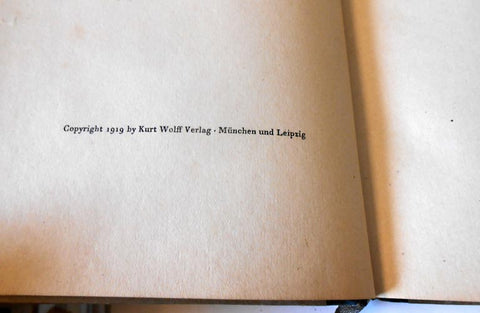 Copyright 1919 by Kurt Wolff Verlag · München und Leipzig